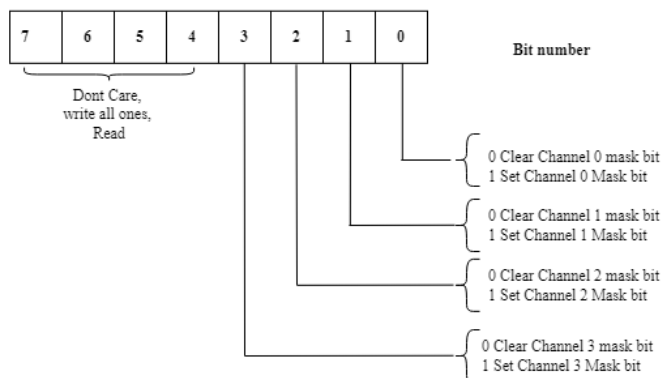 7 6 5 4 3 2 1 0
Bit number
Dont Care,
write all ones,
Read
0 Clear Channel 0 mask bit
1 Set Channel 0 Mask bit
0 Clear Channel 1 mask bit
1 Set Channel 1 Mask bit
0 Clear Channel 2 mask bit
1 Set Channel 2 Mask bit
0 Clear Channel 3 mask bit
1 Set Channel 3 Mask bit